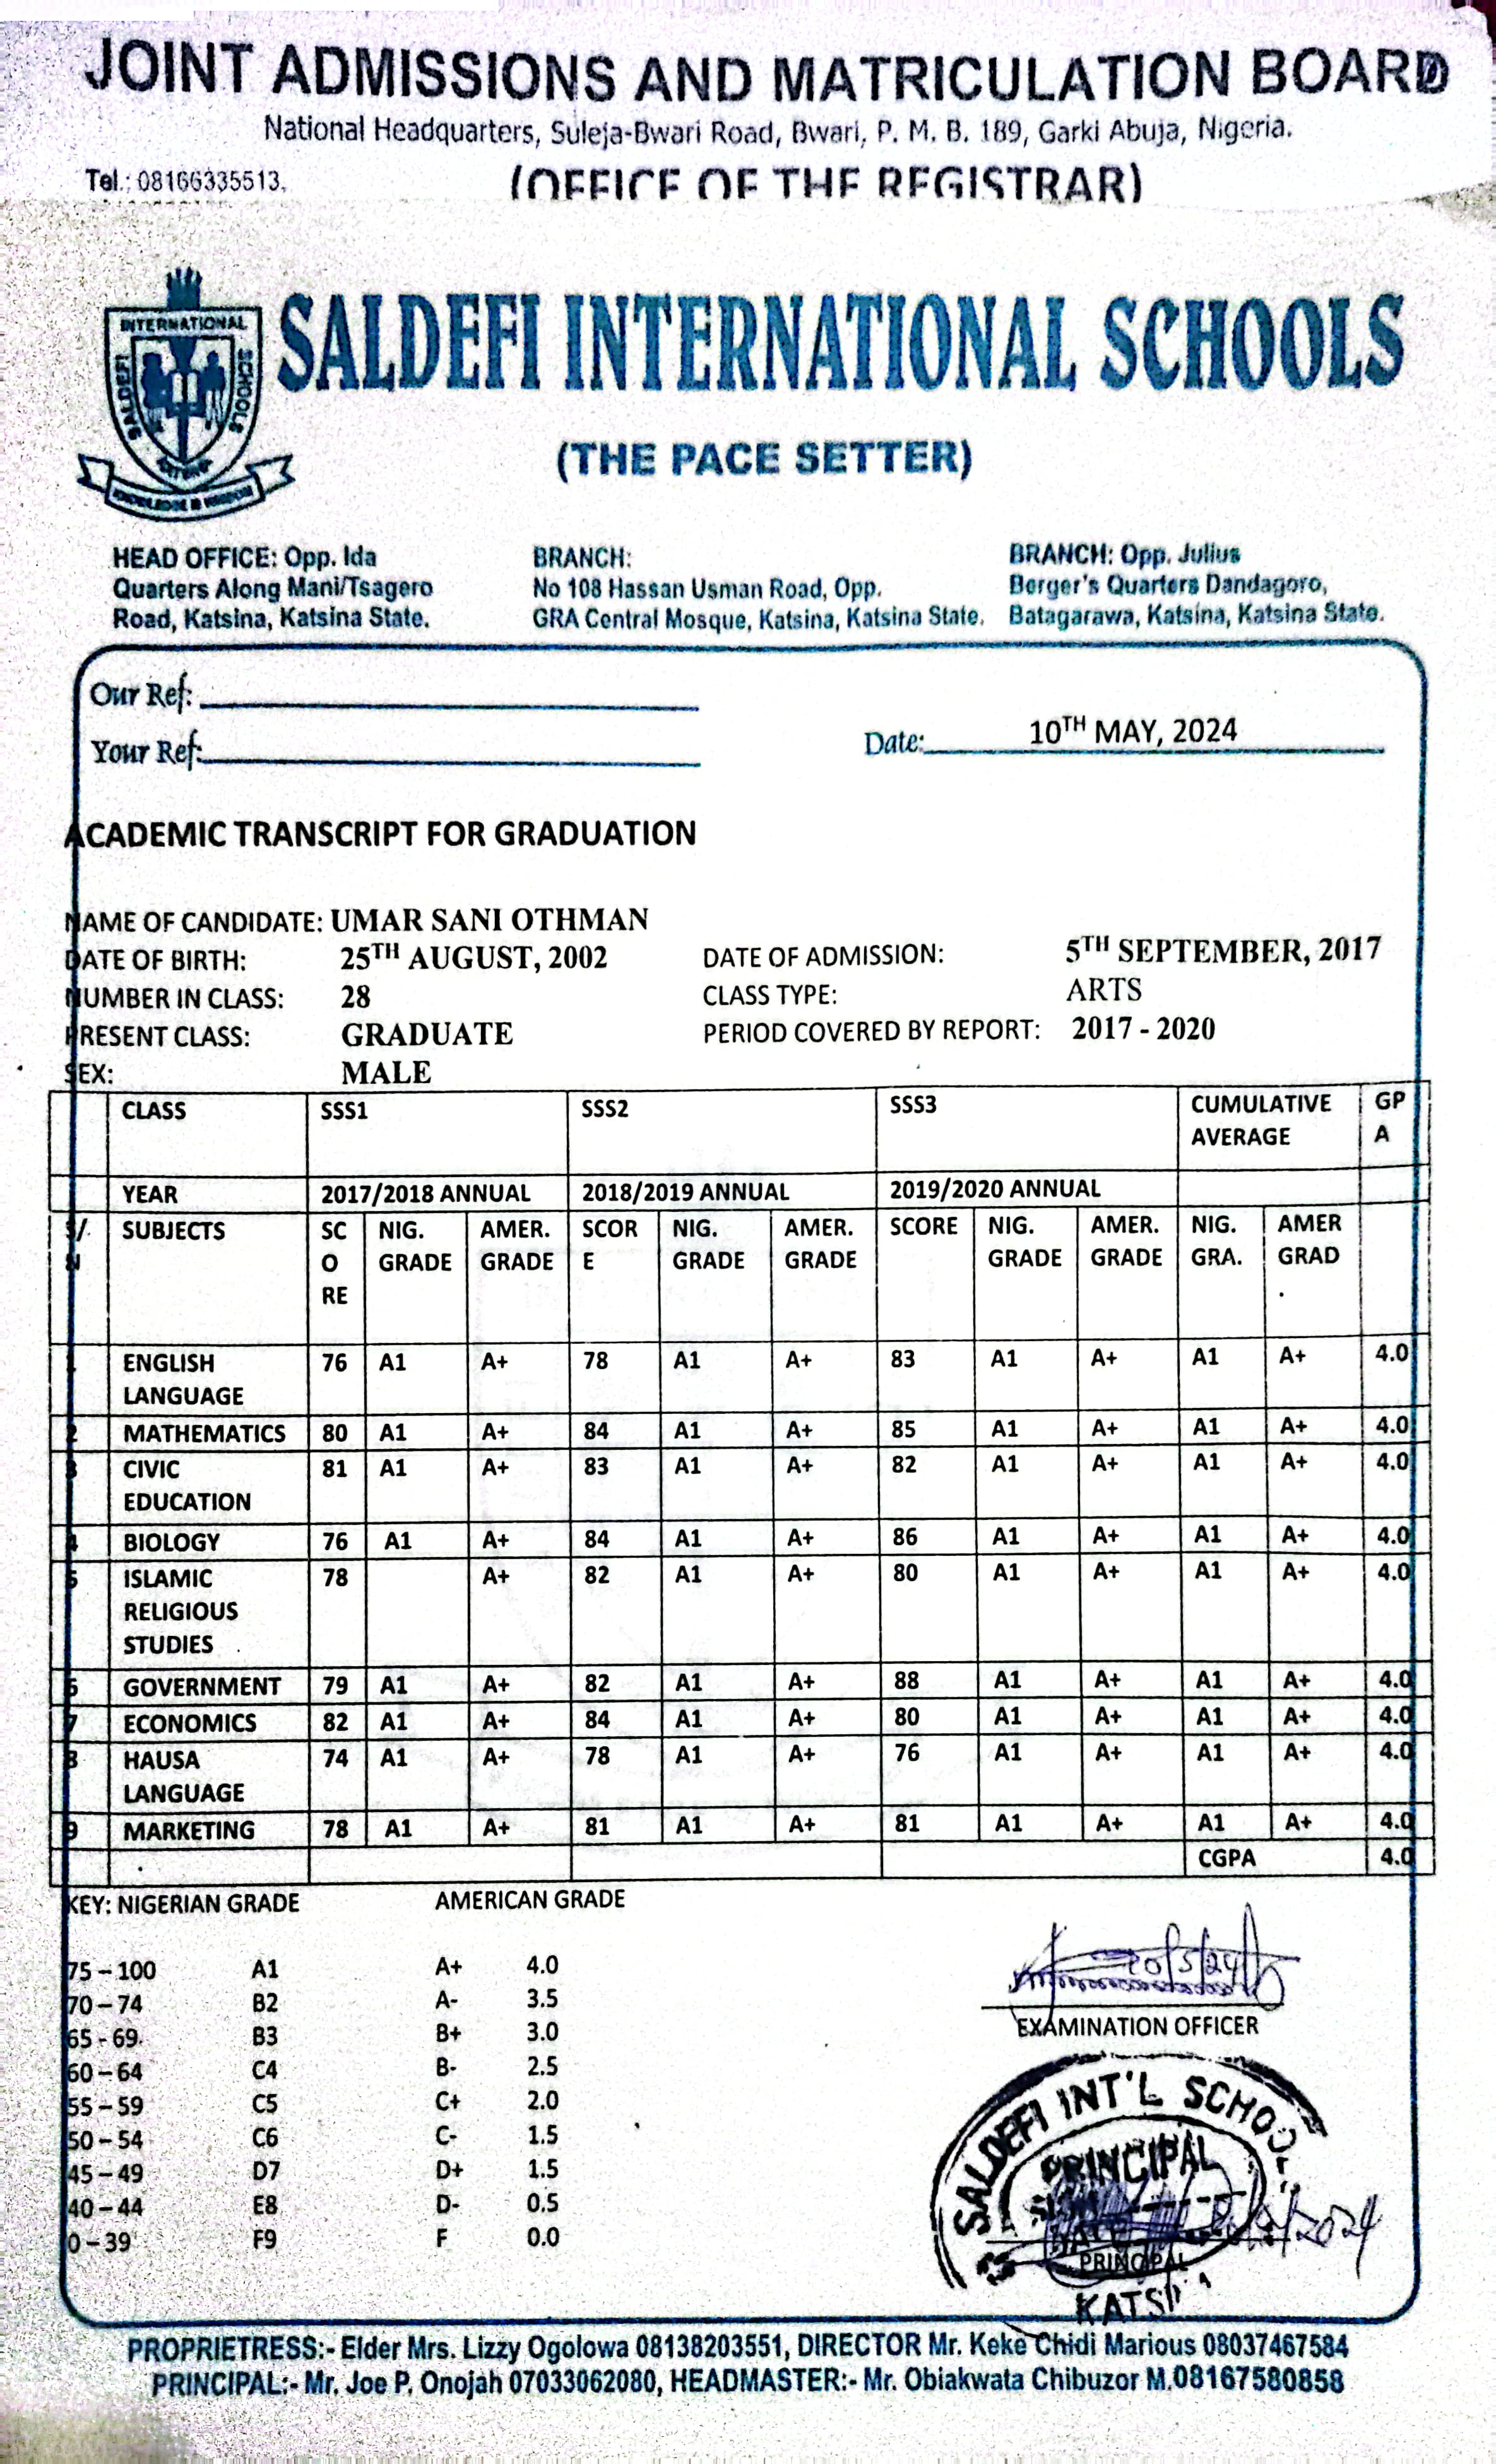 JOINT ADMISSIONS AND MATRICULATION BOARD
National Headquarters, Suleja-Bwari Road, Bwari, P. M. B. 189, Garki Abuja, Nigeria.
Tel.: 08166335513, (OFFICE OF THE REGISTRAR)
INTERNATIONAL
SALDEFI SCHOOLS
KNOWLEDGE IS WISDOM
SALDEFI INTERNATIONAL SCHOOLS
(THE PACE SETTER)
HEAD OFFICE: Opp. Ida BRANCH: BRANCH: Opp. Julius
Quarters Along Mani/Tsagero No 108 Hassan Usman Road, Opp. Berger's Quarters Dandagoro,
Road, Katsina, Katsina State. GRA Central Mosque, Katsina, Katsina State. Batagarawa, Katsina, Katsina State.
Our Ref:
Your Ref: Date: 10TH MAY, 2024
ACADEMIC TRANSCRIPT FOR GRADUATION
NAME OF CANDIDATE: UMAR SANI OTHMAN
DATE OF BIRTH: 25TH AUGUST, 2002 DATE OF ADMISSION: 5TH SEPTEMBER, 2017
NUMBER IN CLASS: 28 CLASS TYPE: ARTS
PRESENT CLASS: GRADUATE PERIOD COVERED BY REPORT: 2017 - 2020
SEX: MALE
CLASS SSS1 SSS2 SSS3 CUMULATIVE GP
AVERAGE A
YEAR 2017/2018 ANNUAL 2018/2019 ANNUAL 2019/2020 ANNUAL
S/ SUBJECTS SC NIG. AMER. SCOR NIG. AMER. SCORE NIG. AMER. NIG. AMER
N O GRADE GRADE E GRADE GRADE GRADE GRADE GRA. GRAD
RE .
1 ENGLISH 76 A1 A+ 78 A1 A+ 83 A1 A+ A1 A+ 4.0
LANGUAGE
2 MATHEMATICS 80 A1 A+ 84 A1 A+ 85 A1 A+ A1 A+ 4.0
3 CIVIC 81 A1 A+ 83 A1 A+ 82 A1 A+ A1 A+ 4.0
EDUCATION
4 BIOLOGY 76 A1 A+ 84 A1 A+ 86 A1 A+ A1 A+ 4.0
5 ISLAMIC 78 A+ 82 A1 A+ 80 A1 A+ A1 A+ 4.0
RELIGIOUS
STUDIES
6 GOVERNMENT 79 A1 A+ 82 A1 A+ 88 A1 A+ A1 A+ 4.0
7 ECONOMICS 82 A1 A+ 84 A1 A+ 80 A1 A+ A1 A+ 4.0
8 HAUSA 74 A1 A+ 78 A1 A+ 76 A1 A+ A1 A+ 4.0
LANGUAGE
9 MARKETING 78 A1 A+ 81 A1 A+ 81 A1 A+ A1 A+ 4.0
CGPA 4.0
KEY: NIGERIAN GRADE AMERICAN GRADE
75 – 100 A1 A+ 4.0
70 – 74 B2 A- 3.5
65 - 69. B3 B+ 3.0
60 – 64 C4 B- 2.5
55 – 59 C5 C+ 2.0
50 – 54 C6 C- 1.5
45 – 49 D7 D+ 1.5
40 – 44 E8 D- 0.5
0 – 39 F9 F 0.0
EXAMINATION OFFICER
SALDEFI INT'L SCHOOL
PRINCIPAL
PRINCIPAL
PROPRIETRESS:- Elder Mrs. Lizzy Ogolowa 08138203551, DIRECTOR Mr. Keke Chidi Marious 08037467584
PRINCIPAL:- Mr. Joe P. Onojah 07033062080, HEADMASTER:- Mr. Obiakwata Chibuzor M.08167580858